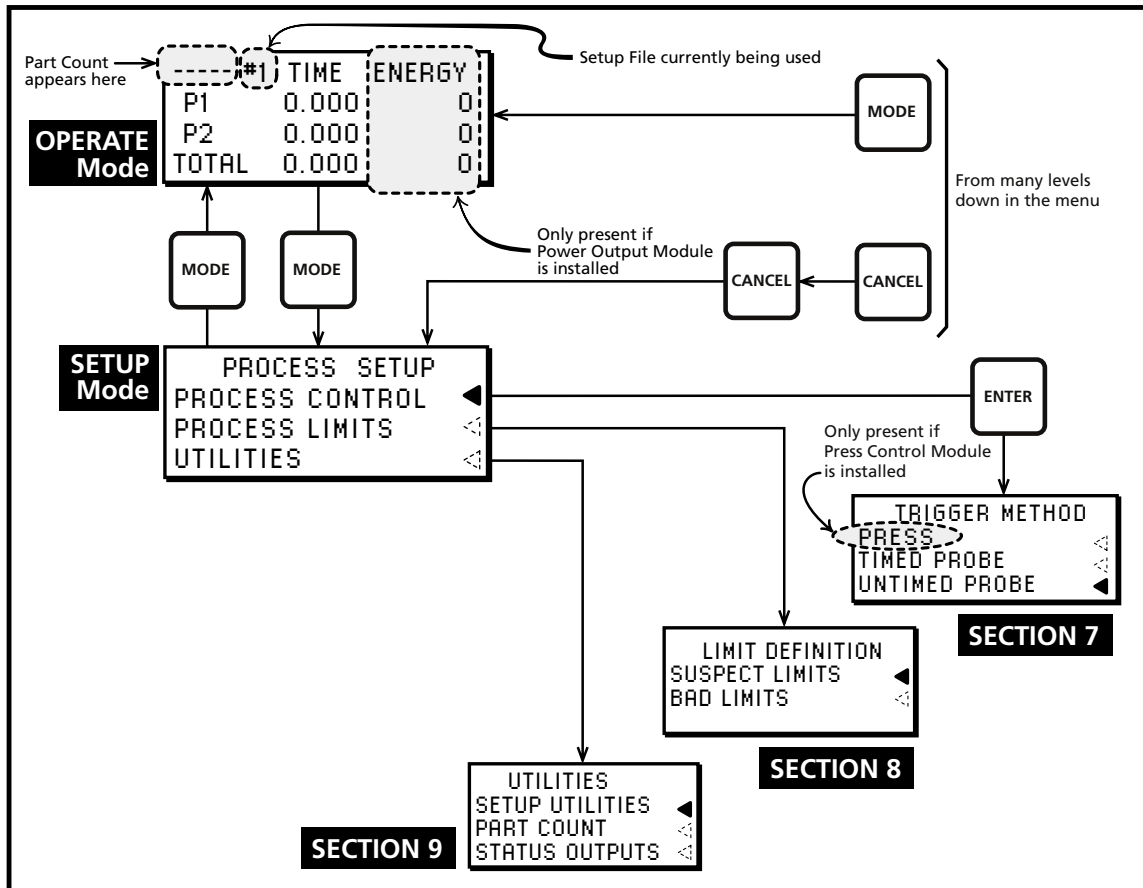 Part Count
appears here
Setup File currently being used
----- #1 TIME ENERGY
P1 0.000 0
P2 0.000 0
TOTAL 0.000 0
OPERATE
Mode
MODE
From many levels
down in the menu
Only present if
Power Output Module
is installed
MODE
MODE
CANCEL
CANCEL
SETUP
Mode
PROCESS SETUP
PROCESS CONTROL
PROCESS LIMITS
UTILITIES
ENTER
Only present if
Press Control Module
is installed
TRIGGER METHOD
PRESS
TIMED PROBE
UNTIMED PROBE
SECTION 7
LIMIT DEFINITION
SUSPECT LIMITS
BAD LIMITS
SECTION 8
UTILITIES
SETUP UTILITIES
PART COUNT
STATUS OUTPUTS
SECTION 9